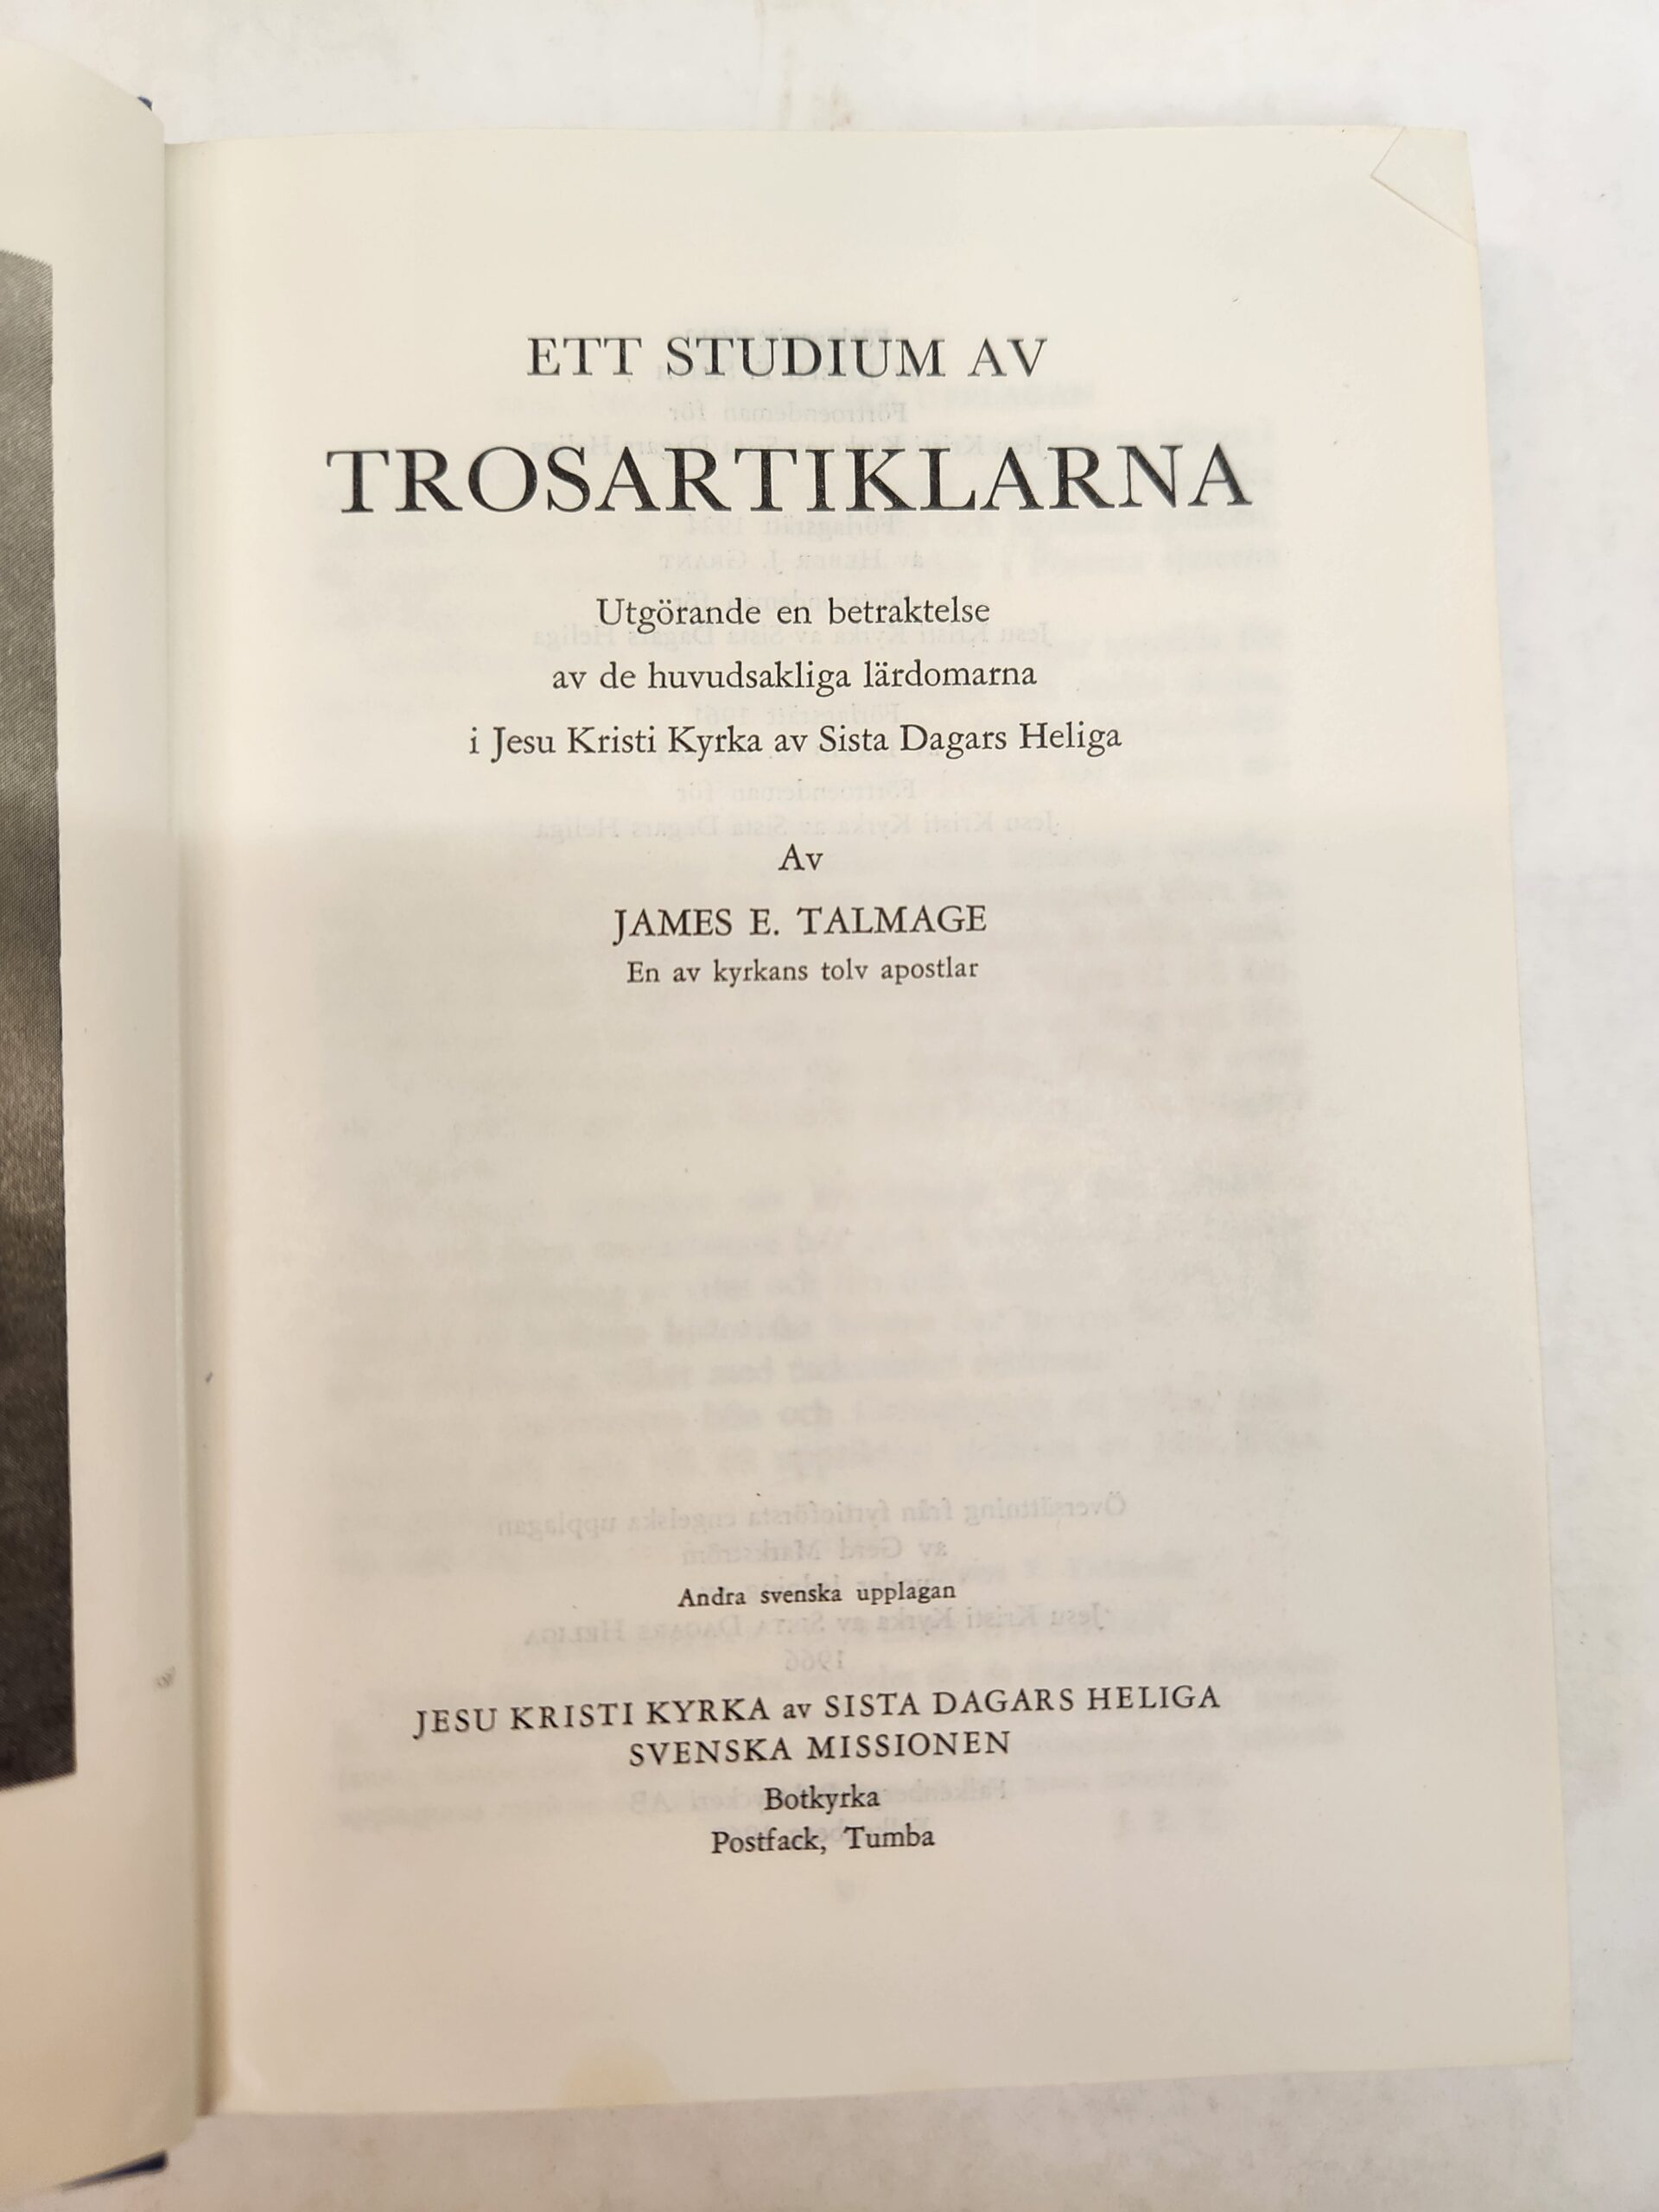 ETT STUDIUM AV
TROSARTIKLARNA
Utgörande en betraktelse
av de huvudsakliga lärdomarna
i Jesu Kristi Kyrka av Sista Dagars Heliga
Av
JAMES E. TALMAGE
En av kyrkans tolv apostlar
Andra svenska upplagan
JESU KRISTI KYRKA av SISTA DAGARS HELIGA
SVENSKA MISSIONEN
Botkyrka
Postfack, Tumba